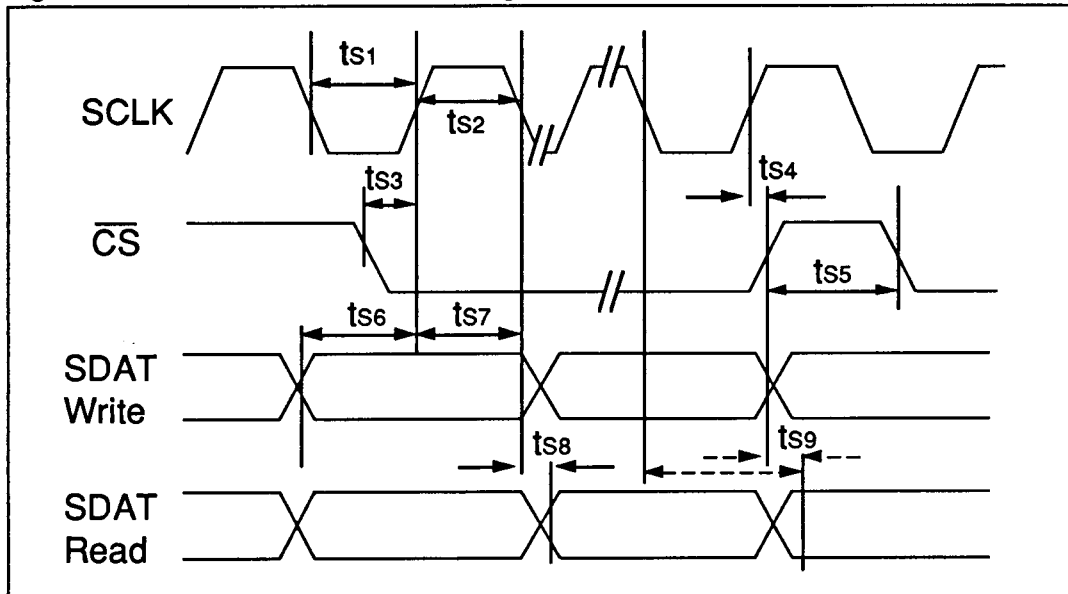 ts1
SCLK
ts2
ts3
ts4
CS
ts5
ts6
ts7
SDAT
Write
ts8
ts9
SDAT
Read